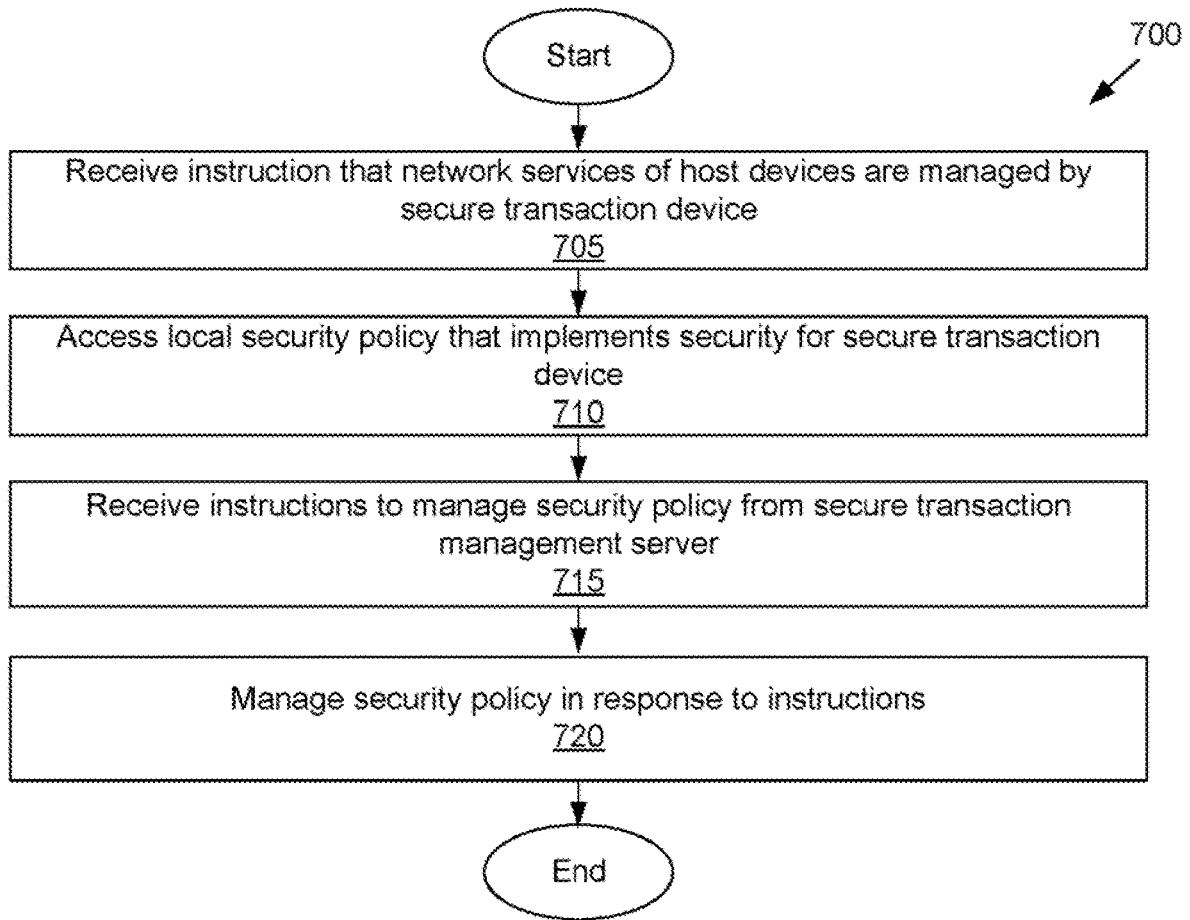 Start
700
Receive instruction that network services of host devices are managed by
secure transaction device
705
Access local security policy that implements security for secure transaction
device
710
Receive instructions to manage security policy from secure transaction
management server
715
Manage security policy in response to instructions
720
End